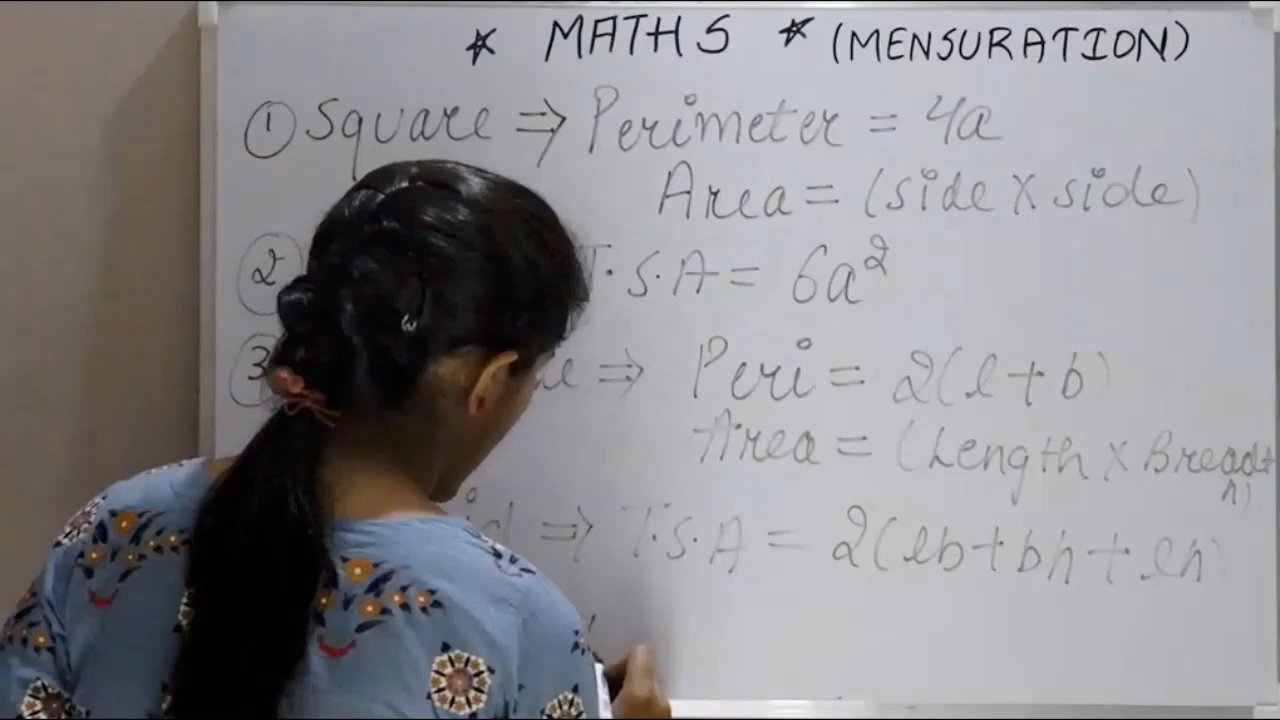 * MATHS * (MENSURATION)
① Square ⇒ Perimeter = 4a
Area = (side X side)
② T.S.A = 6a²
③ ⇒ Peri = 2(l+b)
Area = (Length X Breadth)
⇒ T.S.A = 2(lb+bh+lh)